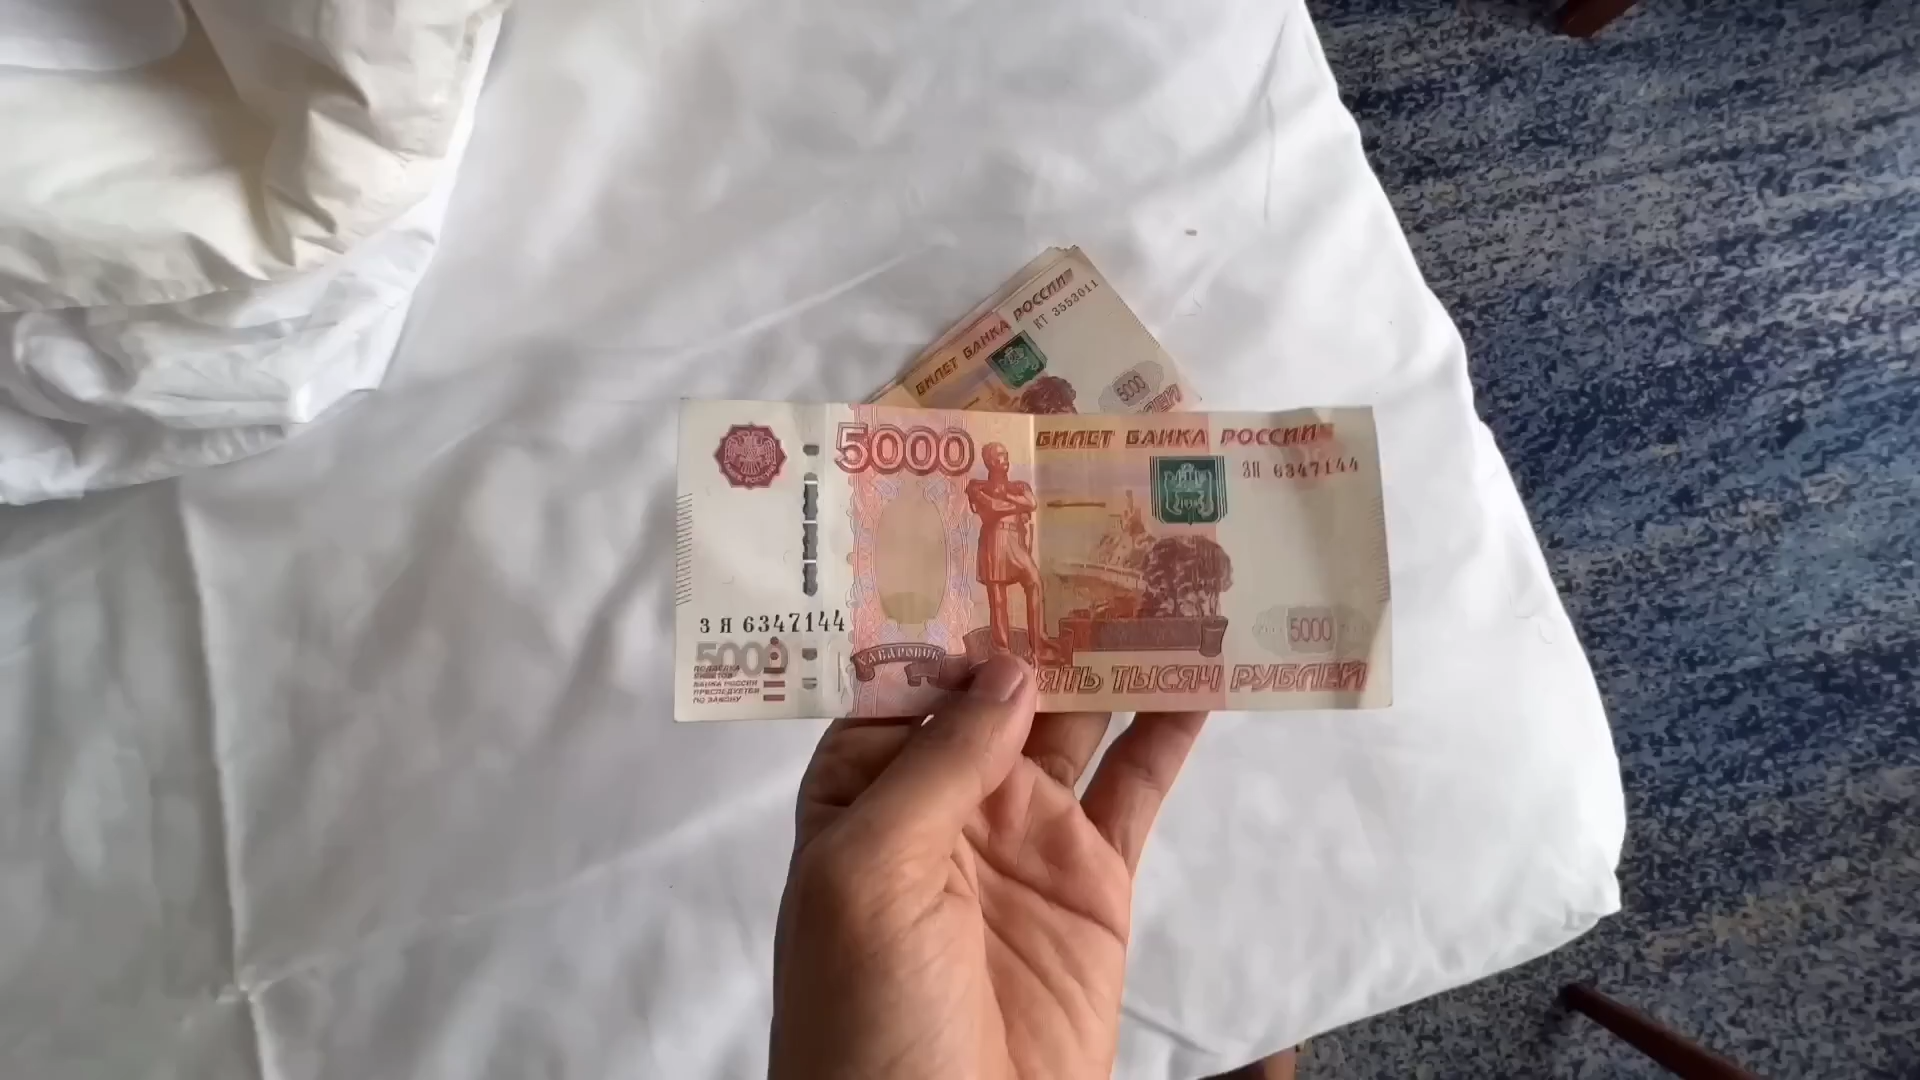 БИЛЕТ БАНКА РОССИИ
КТ 3553011
5000
5000
БИЛЕТ БАНКА РОССИИ
ЗЯ 6347144
ЗЯ 6347144
5000
ПОДДЕЛКА
БИЛЕТОВ
БАНКА РОССИИ
ПРЕСЛЕДУЕТСЯ
ПО ЗАКОНУ
ХАБАРОВСК
5000
ЯТЬ ТЫСЯЧ РУБЛЕЙ